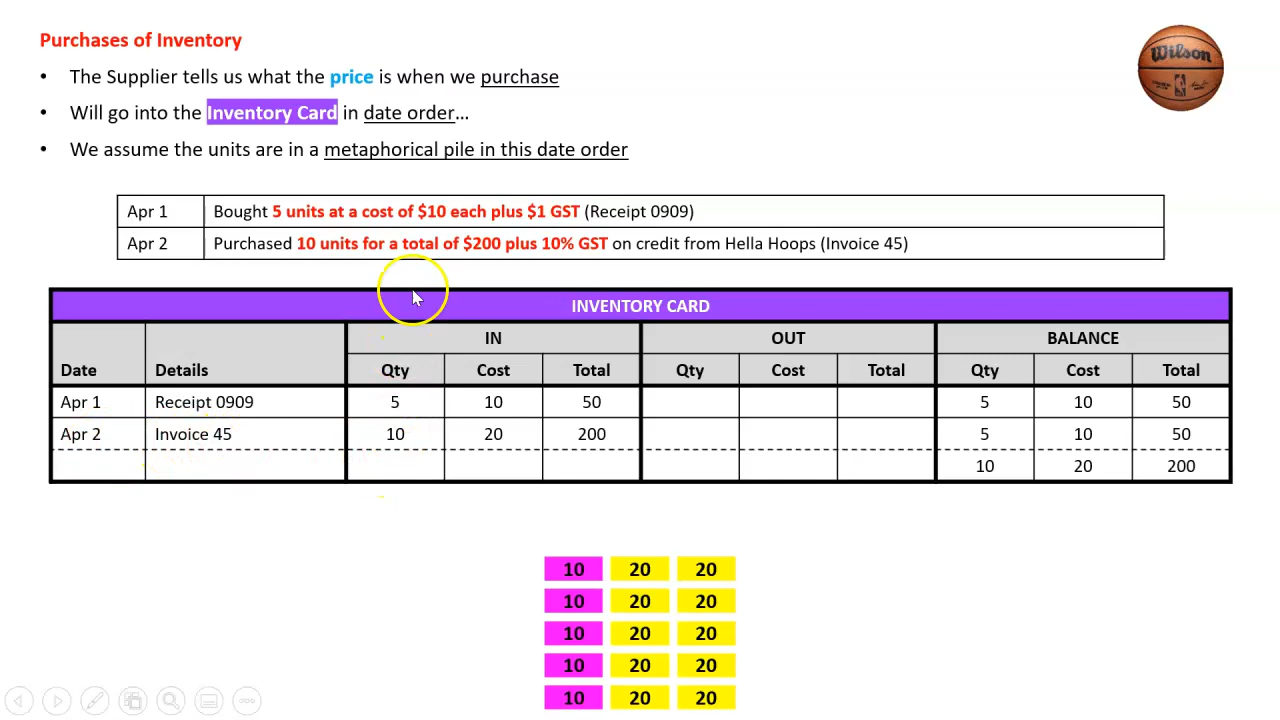 Purchases of Inventory
• The Supplier tells us what the price is when we purchase
• Will go into the Inventory Card in date order…
• We assume the units are in a metaphorical pile in this date order
Wilson
Apr 1 Bought 5 units at a cost of $10 each plus $1 GST (Receipt 0909)
Apr 2 Purchased 10 units for a total of $200 plus 10% GST on credit from Hella Hoops (Invoice 45)
INVENTORY CARD
IN OUT BALANCE
Date Details Qty Cost Total Qty Cost Total Qty Cost Total
Apr 1 Receipt 0909 5 10 50 5 10 50
Apr 2 Invoice 45 10 20 200 5 10 50
10 20 200
10 20 20
10 20 20
10 20 20
10 20 20
10 20 20